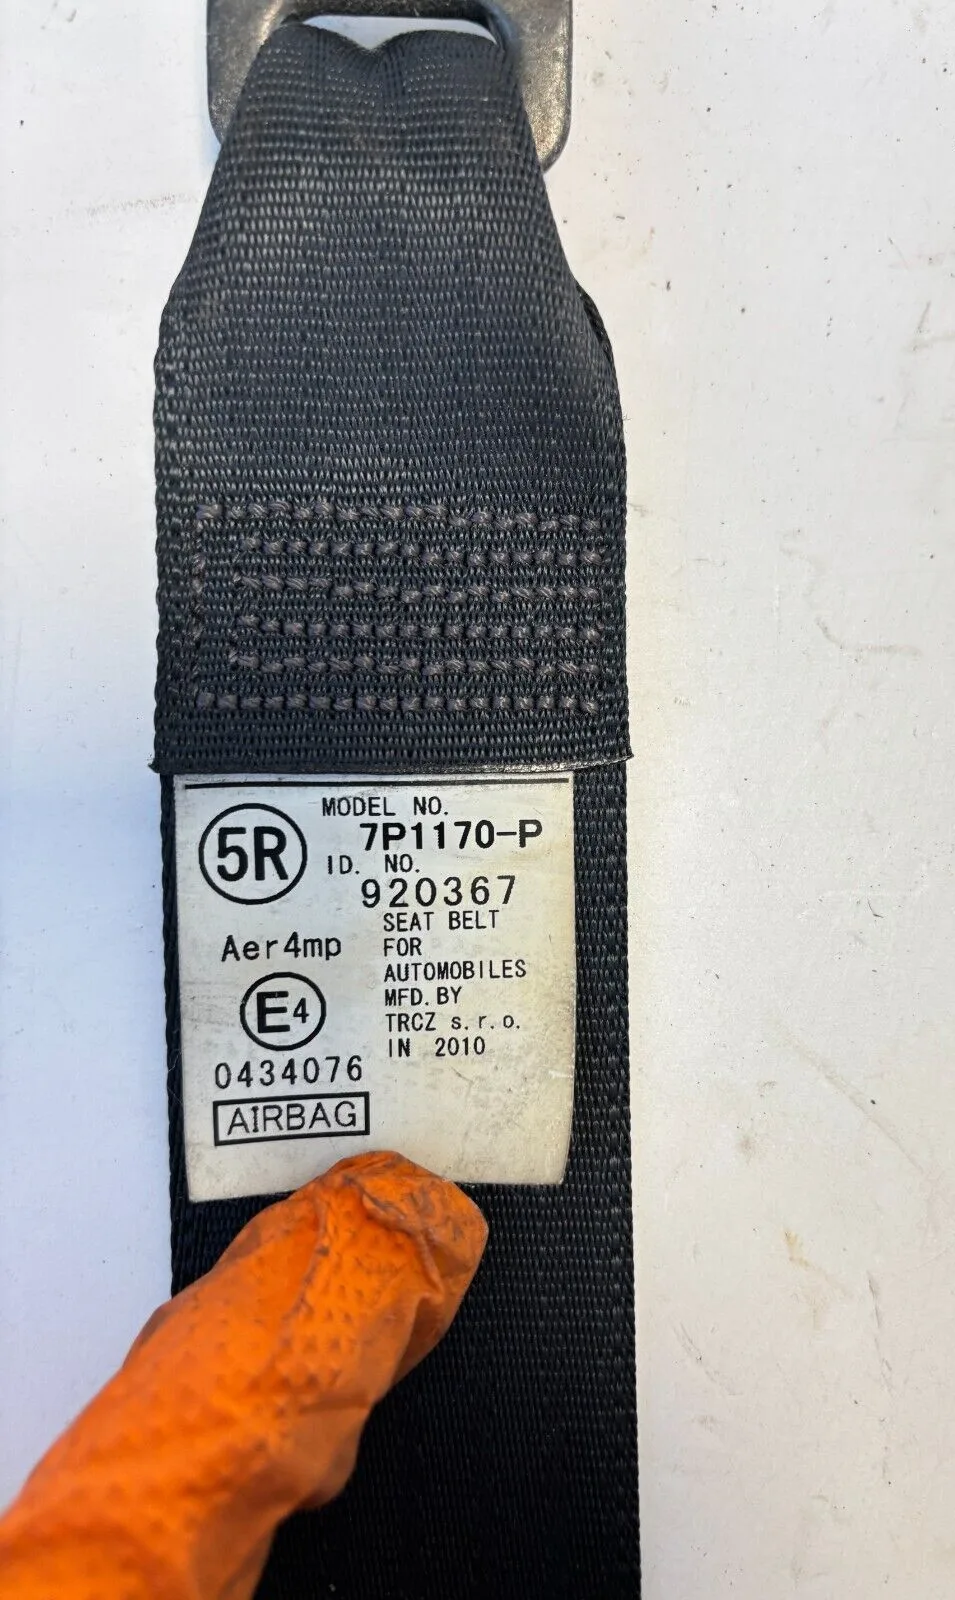 MODEL NO.
5R
7P1170-P
ID. NO.
920367
SEAT BELT
Aer4mp
FOR
AUTOMOBILES
E4
MFD. BY
TRCZ s.r.o.
IN 2010
0434076
AIRBAG